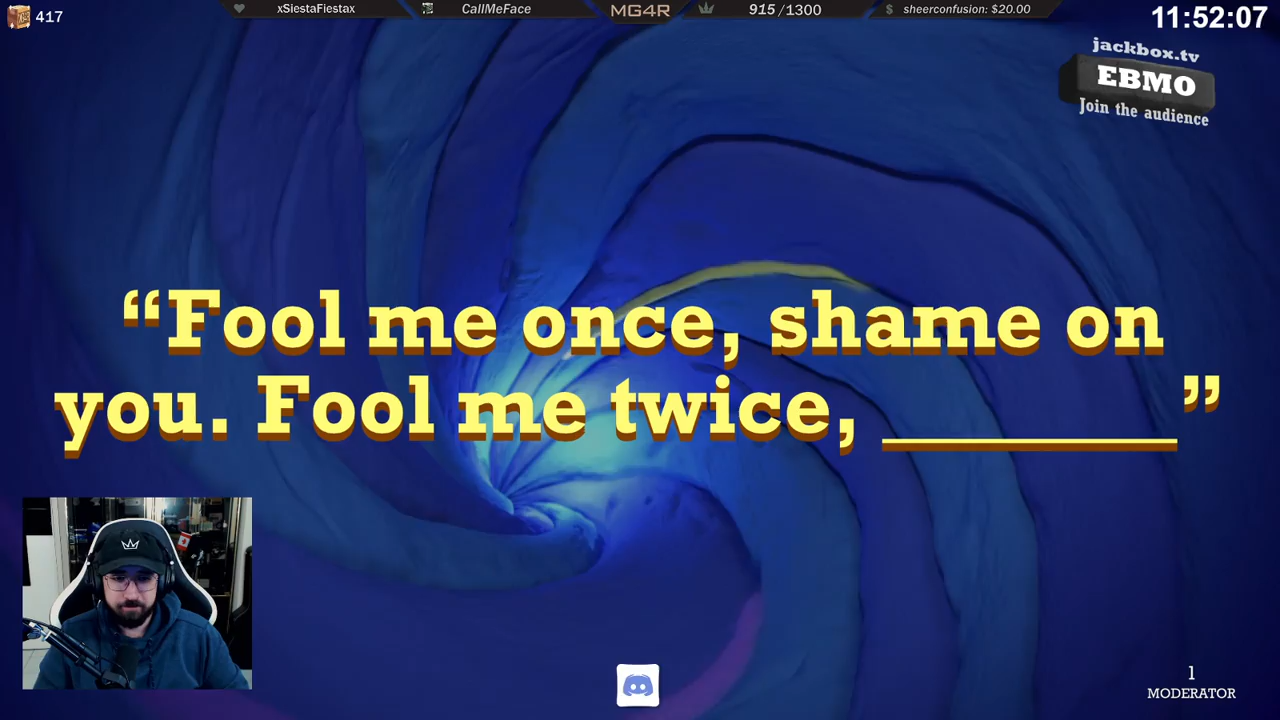 417
xSiestaFiestax
CallMeFace
MG4R
915 /1300
$ sheerconfusion: $20.00
11:52:07
jackbox.tv
EBMO
Join the audience
“Fool me once, shame on
you. Fool me twice, ________ ”
1
MODERATOR